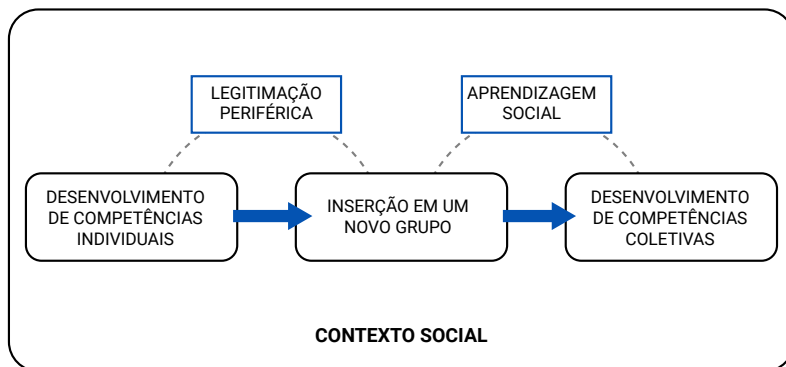 LEGITIMAÇÃO
PERIFÉRICA
APRENDIZAGEM
SOCIAL
DESENVOLVIMENTO
DE COMPETÊNCIAS
INDIVIDUAIS
INSERÇÃO EM UM
NOVO GRUPO
DESENVOLVIMENTO
DE COMPETÊNCIAS
COLETIVAS
CONTEXTO SOCIAL